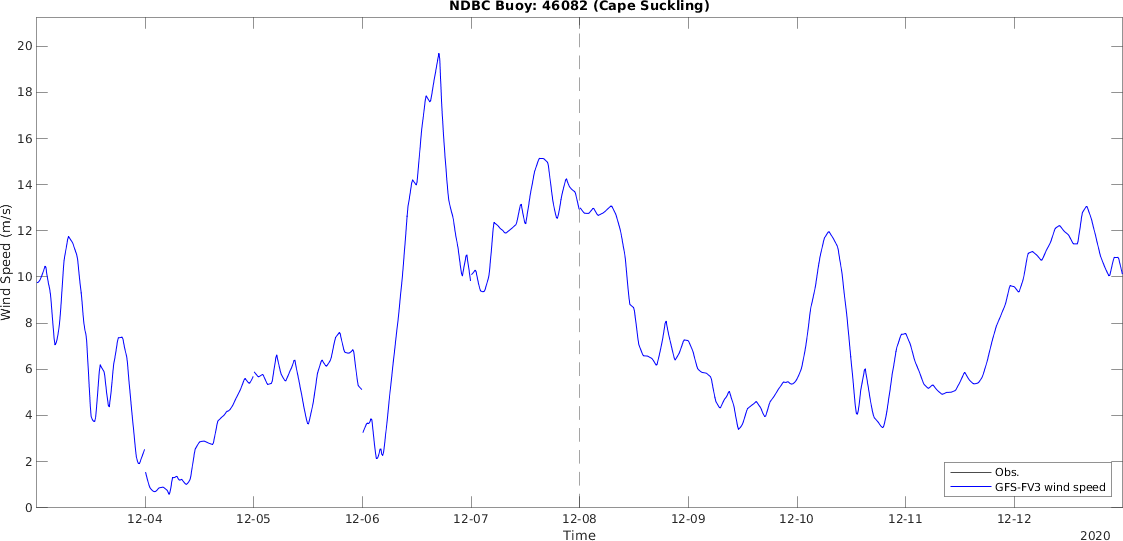 NDBC Buoy: 46082 (Cape Suckling)
20
18
16
14
12
10
8
6
4
2
0
Wind Speed (m/s)
12-04 12-05 12-06 12-07 12-08 12-09 12-10 12-11 12-12
Time
2020
Obs.
GFS-FV3 wind speed